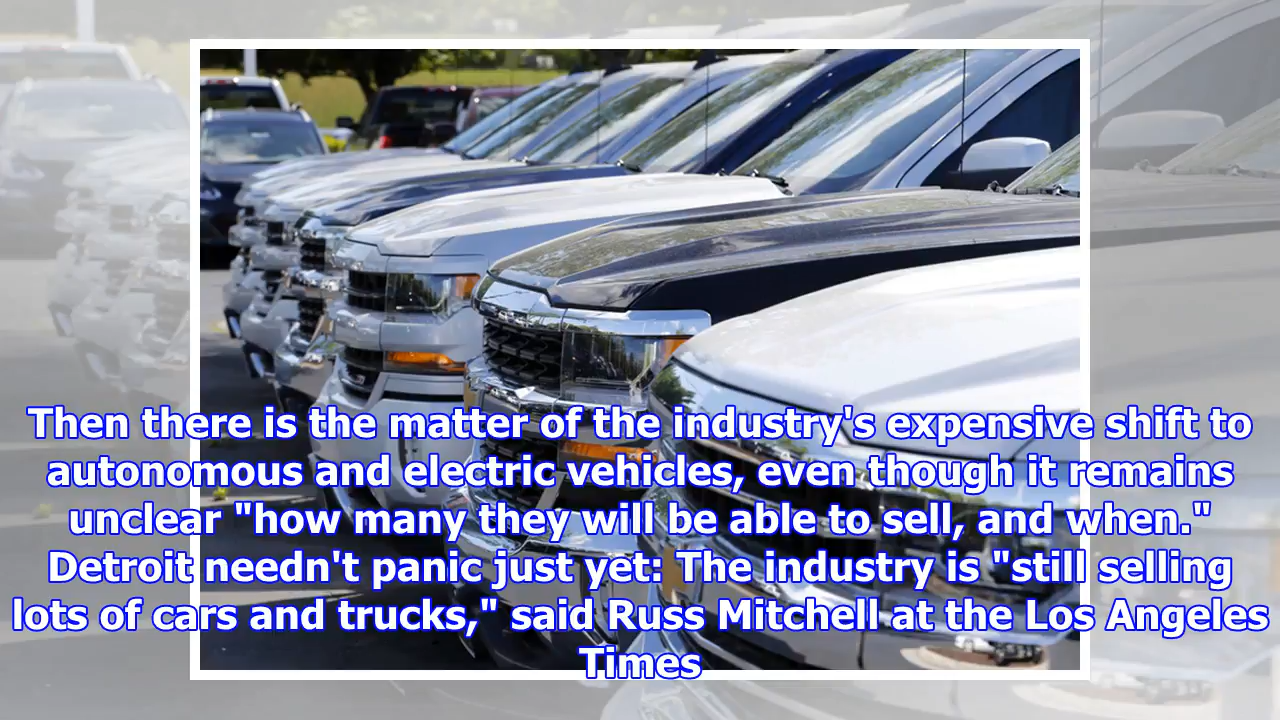 Then there is the matter of the industry's expensive shift to
autonomous and electric vehicles, even though it remains
unclear "how many they will be able to sell, and when."
Detroit needn't panic just yet: The industry is "still selling
lots of cars and trucks," said Russ Mitchell at the Los Angeles
Times